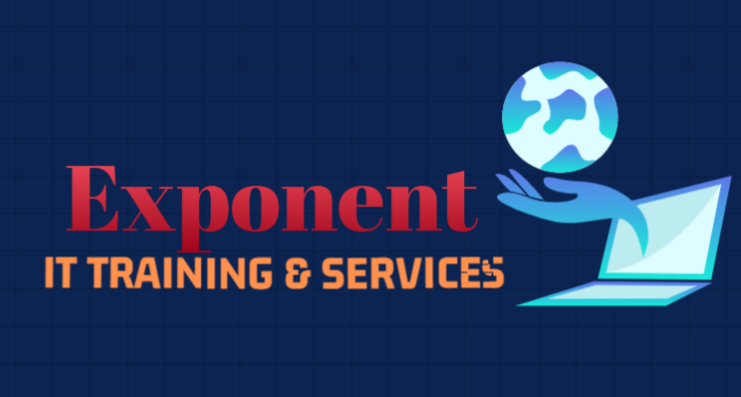 Exponent
IT TRAINING & SERVICES